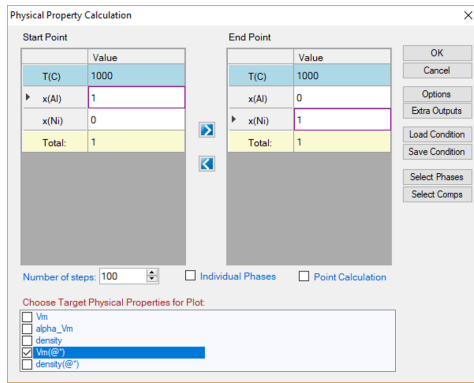 Physical Property Calculation
Start Point
Value
T(C) 1000
x(Al) 1
x(Ni) 0
Total: 1
End Point
Value
T(C) 1000
x(Al) 0
x(Ni) 1
Total: 1
OK
Cancel
Options
Extra Outputs
Load Condition
Save Condition
Select Phases
Select Comps
Number of steps: 100 Individual Phases Point Calculation
Choose Target Physical Properties for Plot:
Vm
alpha_Vm
density
Vm(@*)
density(@*)